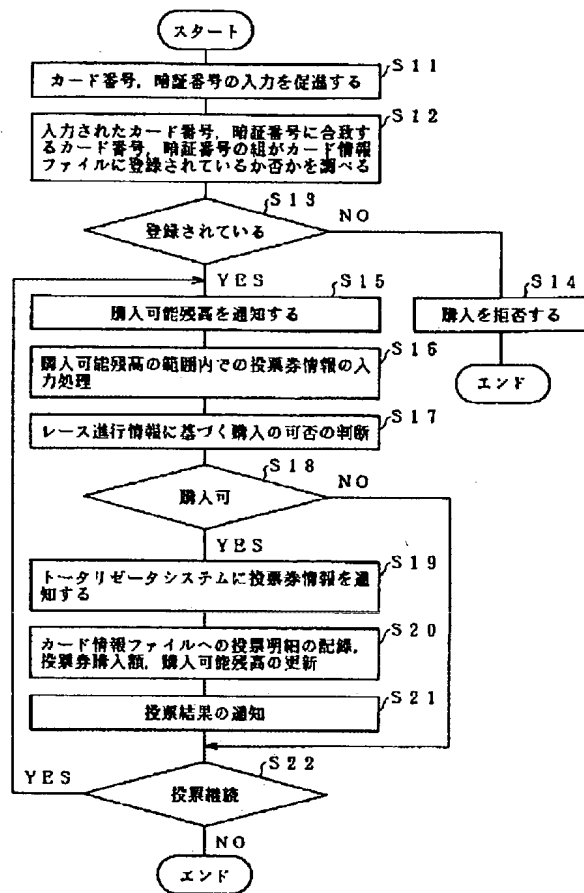 スタート
S11
カード番号，暗証番号の入力を促進する
S12
入力されたカード番号，暗証番号に合致す
るカード番号，暗証番号の組がカード情報
ファイルに登録されているか否かを調べる
S13
登録されている
NO
YES
S14
購入を拒否する
エンド
S15
購入可能残高を通知する
S16
購入可能残高の範囲内での投票券情報の入
力処理
S17
レース進行情報に基づく購入の可否の判断
S18
購入可
NO
YES
S19
トータリゼータシステムに投票券情報を通
知する
S20
カード情報ファイルへの投票明細の記録，
投票券購入額，購入可能残高の更新
S21
投票結果の通知
S22
YES
投票継続
NO
エンド